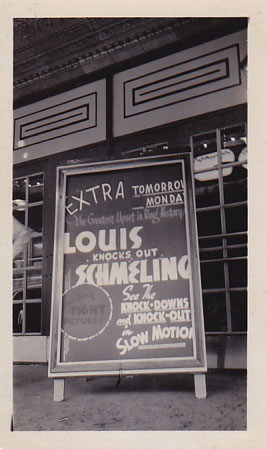 EXTRA TOMORROW
MONDAY
the Greatest Upset in Ring History!
LOUIS
KNOCKS OUT
SCHMELING
See The
KNOCK-DOWNS
and KNOCK-OUT
in
SLOW MOTION
FIGHT
PICTURES